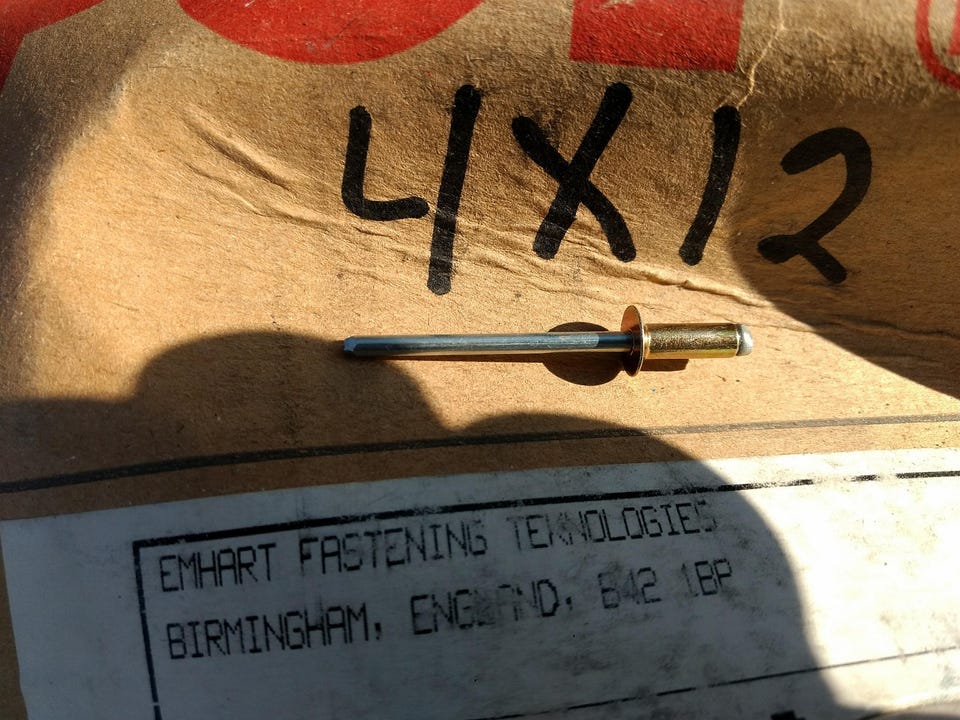 4X12
EMHART FASTENING TEKNOLOGIES
BIRMINGHAM, ENGLAND, B42 1BP